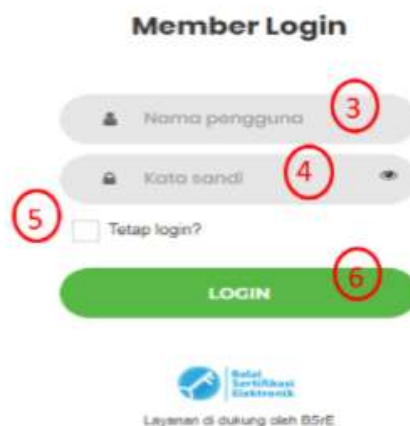 Member Login
Nama pengguna 3
Kata sandi 4
5 Tetap login?
LOGIN 6
Balai
Sertifikasi
Elektronik
Layanan di dukung oleh BSrE